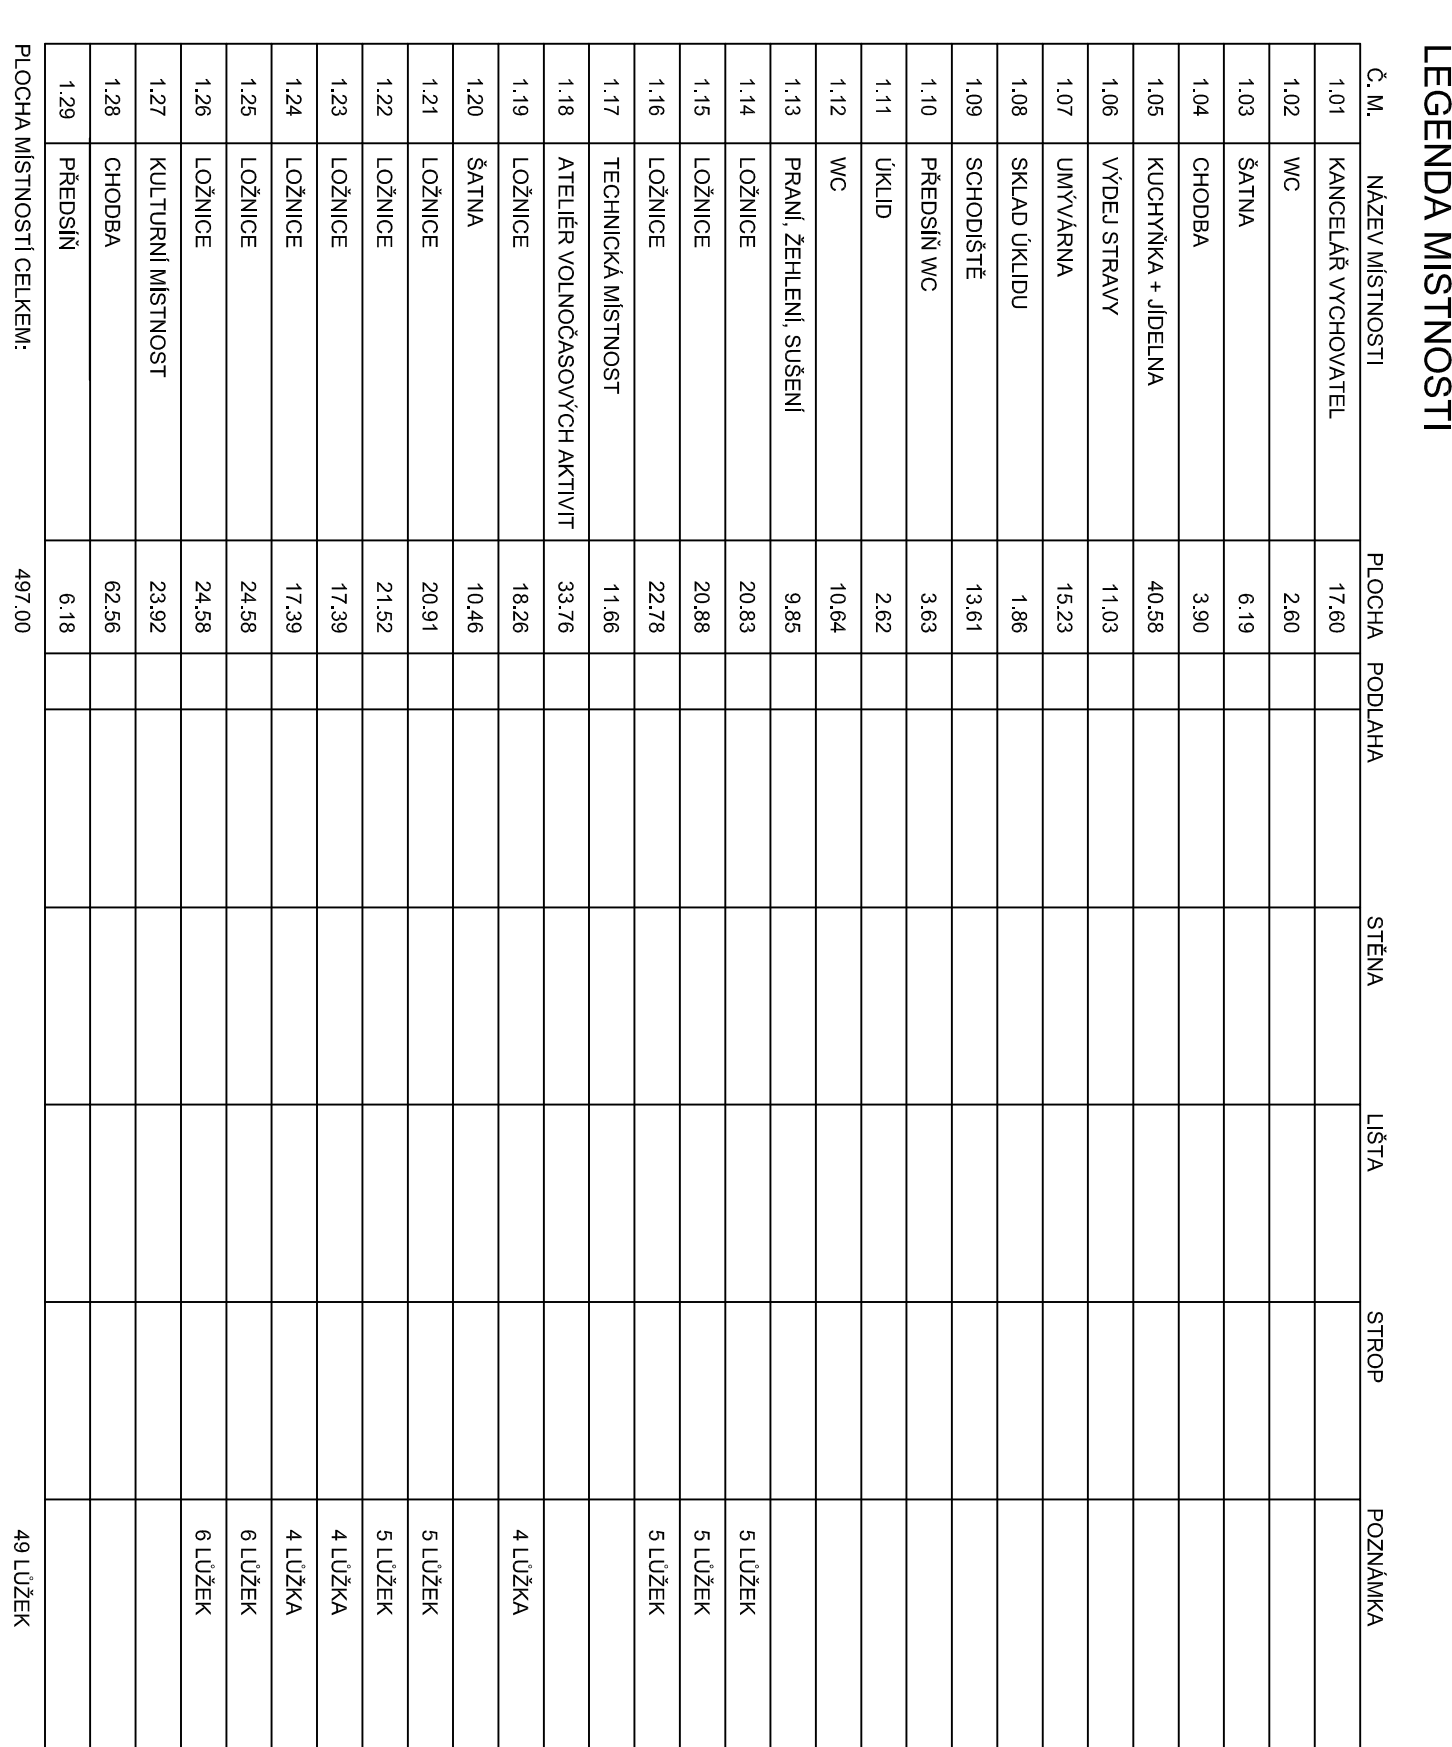 LEGENDA MÍSTNOSTÍ
Č. M. NÁZEV MÍSTNOSTI PLOCHA PODLAHA STĚNA LIŠTA STROP POZNÁMKA
1.01 KANCELÁŘ VYCHOVATEL 17.60
1.02 WC 2.60
1.03 ŠATNA 6.19
1.04 CHODBA 3.90
1.05 KUCHYŇKA + JÍDELNA 40.58
1.06 VÝDEJ STRAVY 11.03
1.07 UMÝVÁRNA 15.23
1.08 SKLAD ÚKLIDU 1.86
1.09 SCHODIŠTĚ 13.61
1.10 PŘEDSÍŇ WC 3.63
1.11 ÚKLID 2.62
1.12 WC 10.64
1.13 PRANÍ, ŽEHLENÍ, SUŠENÍ 9.85
1.14 LOŽNICE 20.83 5 LŮŽEK
1.15 LOŽNICE 20.88 5 LŮŽEK
1.16 LOŽNICE 22.78 5 LŮŽEK
1.17 TECHNICKÁ MÍSTNOST 11.66
1.18 ATELIÉR VOLNOČASOVÝCH AKTIVIT 33.76
1.19 LOŽNICE 18.26 4 LŮŽKA
1.20 ŠATNA 10.46
1.21 LOŽNICE 20.91 5 LŮŽEK
1.22 LOŽNICE 21.52 5 LŮŽEK
1.23 LOŽNICE 17.39 4 LŮŽKA
1.24 LOŽNICE 17.39 4 LŮŽKA
1.25 LOŽNICE 24.58 6 LŮŽEK
1.26 LOŽNICE 24.58 6 LŮŽEK
1.27 KULTURNÍ MÍSTNOST 23.92
1.28 CHODBA 62.56
1.29 PŘEDSÍŇ 6.18
PLOCHA MÍSTNOSTÍ CELKEM: 497.00 49 LŮŽEK